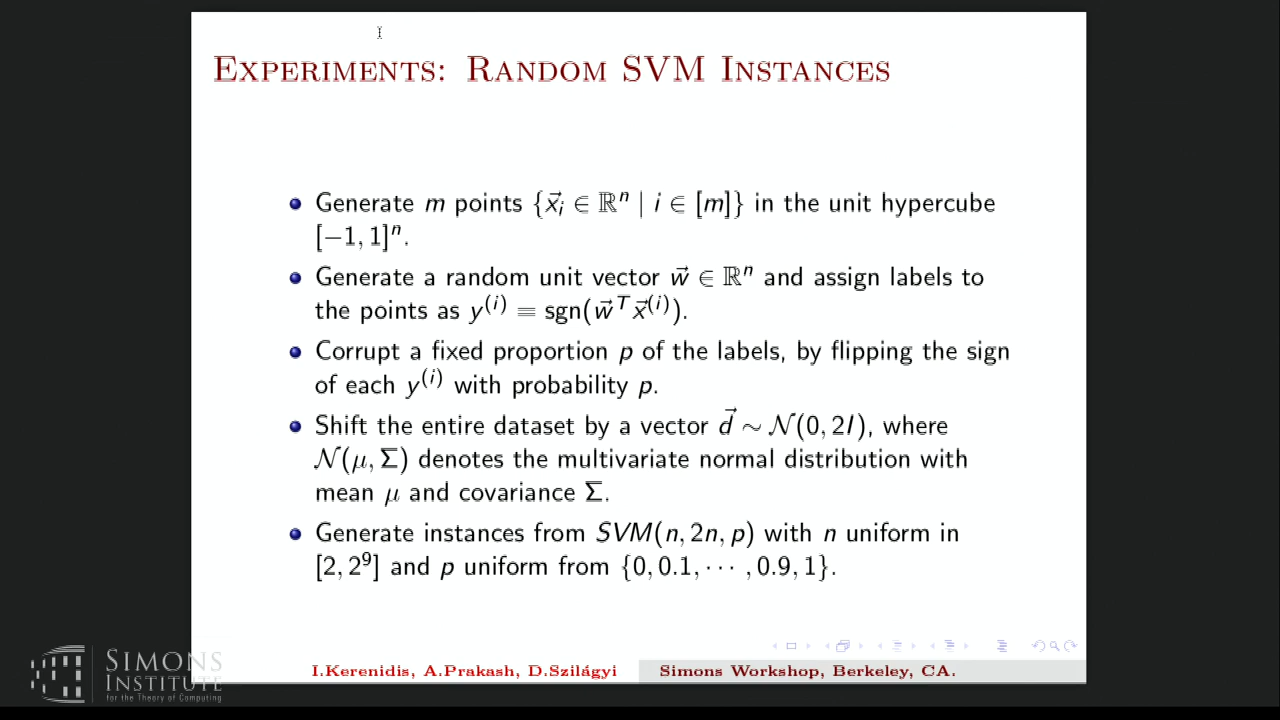 EXPERIMENTS: RANDOM SVM INSTANCES
Generate m points {x⃗ᵢ ∈ ℝⁿ | i ∈ [m]} in the unit hypercube
[−1, 1]ⁿ.
Generate a random unit vector w⃗ ∈ ℝⁿ and assign labels to
the points as y⁽ⁱ⁾ ≡ sgn(w⃗ᵀx⃗⁽ⁱ⁾).
Corrupt a fixed proportion p of the labels, by flipping the sign
of each y⁽ⁱ⁾ with probability p.
Shift the entire dataset by a vector d⃗ ∼ 𝒩(0, 2I), where
𝒩(μ, Σ) denotes the multivariate normal distribution with
mean μ and covariance Σ.
Generate instances from SVM(n, 2n, p) with n uniform in
[2, 2⁹] and p uniform from {0, 0.1, ⋯ , 0.9, 1}.
I.Kerenidis, A.Prakash, D.Szilágyi Simons Workshop, Berkeley, CA.
SIMONS
INSTITUTE
for the Theory of Computing